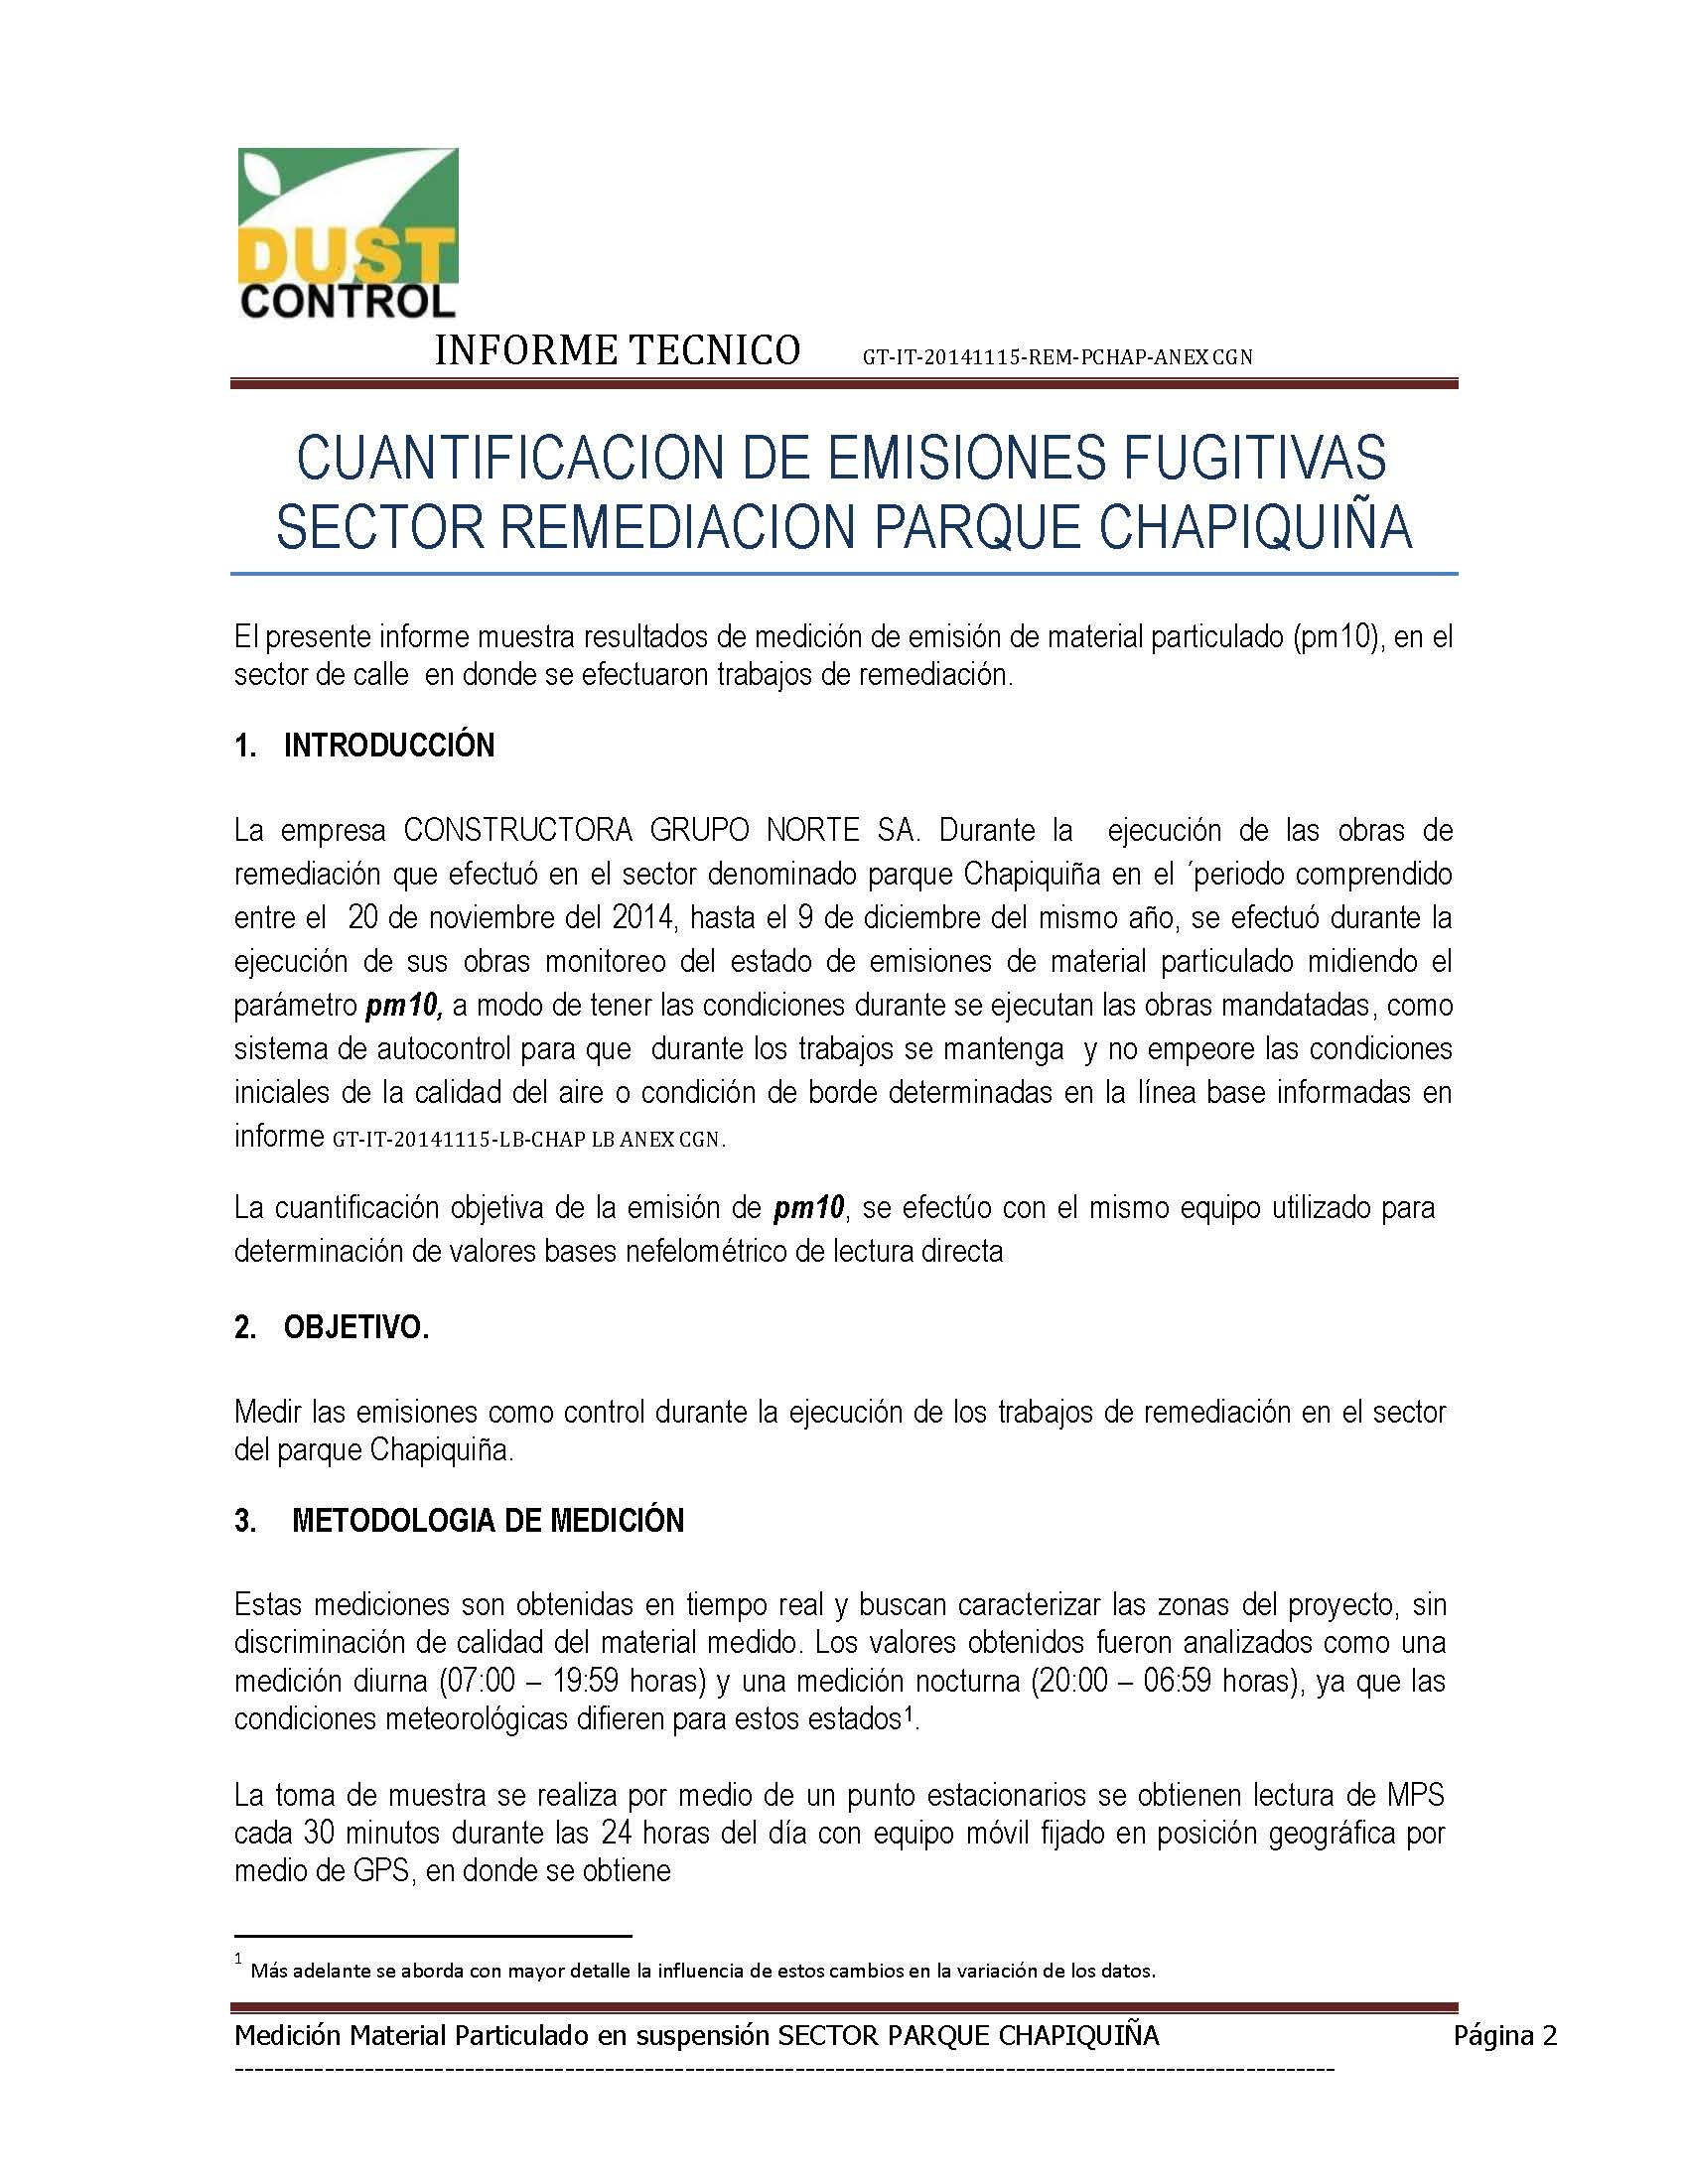 DUST
CONTROL
INFORME TECNICO GT-IT-20141115-REM-PCHAP-ANEX CGN
CUANTIFICACION DE EMISIONES FUGITIVAS
SECTOR REMEDIACION PARQUE CHAPIQUIÑA
El presente informe muestra resultados de medición de emisión de material particulado (pm10), en el
sector de calle en donde se efectuaron trabajos de remediación.
1. INTRODUCCIÓN
La empresa CONSTRUCTORA GRUPO NORTE SA. Durante la ejecución de las obras de
remediación que efectuó en el sector denominado parque Chapiquiña en el ´periodo comprendido
entre el 20 de noviembre del 2014, hasta el 9 de diciembre del mismo año, se efectuó durante la
ejecución de sus obras monitoreo del estado de emisiones de material particulado midiendo el
parámetro pm10, a modo de tener las condiciones durante se ejecutan las obras mandatadas, como
sistema de autocontrol para que durante los trabajos se mantenga y no empeore las condiciones
iniciales de la calidad del aire o condición de borde determinadas en la línea base informadas en
informe GT-IT-20141115-LB-CHAP LB ANEX CGN.
La cuantificación objetiva de la emisión de pm10, se efectúo con el mismo equipo utilizado para
determinación de valores bases nefelométrico de lectura directa
2. OBJETIVO.
Medir las emisiones como control durante la ejecución de los trabajos de remediación en el sector
del parque Chapiquiña.
3. METODOLOGIA DE MEDICIÓN
Estas mediciones son obtenidas en tiempo real y buscan caracterizar las zonas del proyecto, sin
discriminación de calidad del material medido. Los valores obtenidos fueron analizados como una
medición diurna (07:00 – 19:59 horas) y una medición nocturna (20:00 – 06:59 horas), ya que las
condiciones meteorológicas difieren para estos estados¹.
La toma de muestra se realiza por medio de un punto estacionarios se obtienen lectura de MPS
cada 30 minutos durante las 24 horas del día con equipo móvil fijado en posición geográfica por
medio de GPS, en donde se obtiene
¹ Más adelante se aborda con mayor detalle la influencia de estos cambios en la variación de los datos.
Medición Material Particulado en suspensión SECTOR PARQUE CHAPIQUIÑA Página 2
--------------------------------------------------------------------------------------------------------------